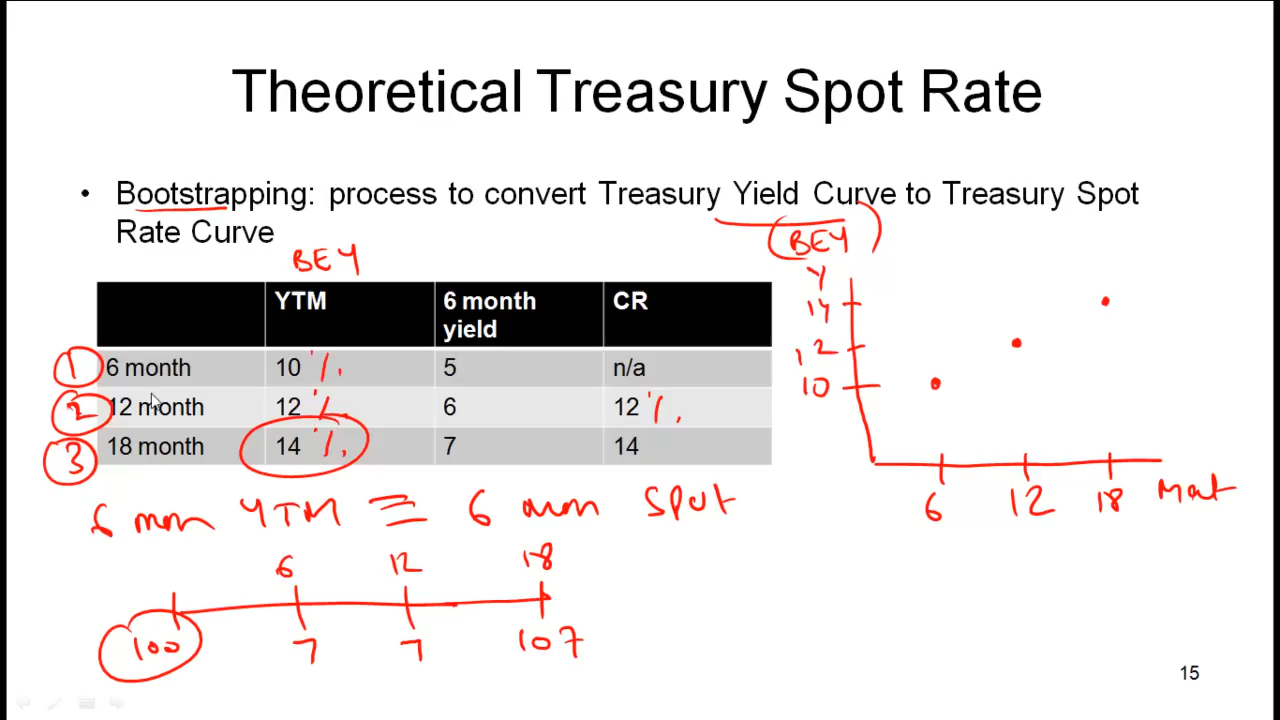 Theoretical Treasury Spot Rate
• Bootstrapping: process to convert Treasury Yield Curve to Treasury Spot
Rate Curve
BEY
(BEY)
YTM 6 month yield CR
1 6 month 10 %. 5 n/a
2 12 month 12 %. 6 12 %.
3 18 month 14 %. 7 14
Y
14
12
10
6 12 18 Mat
6 mon YTM ≡ 6 mon Spot
6 12 18
100 7 7 107
15